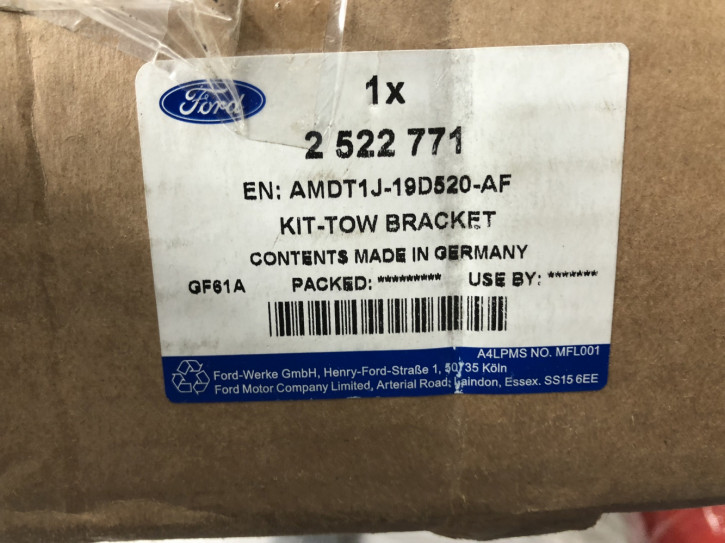 Ford
1x
2 522 771
EN: AMDT1J-19D520-AF
KIT-TOW BRACKET
CONTENTS MADE IN GERMANY
GF61A PACKED: ********* USE BY: *******
A4LPMS NO. MFL001
Ford-Werke GmbH, Henry-Ford-Straße 1, 50735 Köln
Ford Motor Company Limited, Arterial Road, Laindon, Essex. SS15 6EE